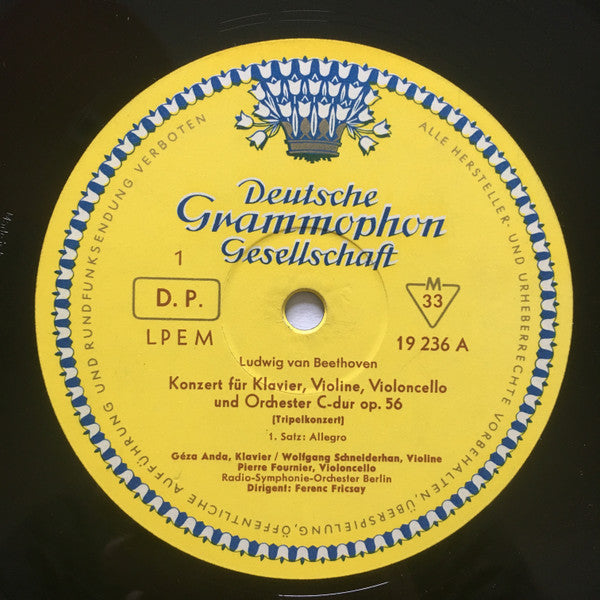 Deutsche
Grammophon
Gesellschaft
1
D. P.
LPEM
M
33
19 236 A
Ludwig van Beethoven
Konzert für Klavier, Violine, Violoncello
und Orchester C-dur op. 56
(Tripelkonzert)
1. Satz: Allegro
Géza Anda, Klavier / Wolfgang Schneiderhan, Violine
Pierre Fournier, Violoncello
Radio-Symphonie-Orchester Berlin
Dirigent: Ferenc Fricsay
ALLE HERSTELLER- UND URHEBERRECHTE VORBEHALTEN, ÜBERSPIELUNG, ÖFFENTLICHE AUFFÜHRUNG UND RUNDFUNKSENDUNG VERBOTEN